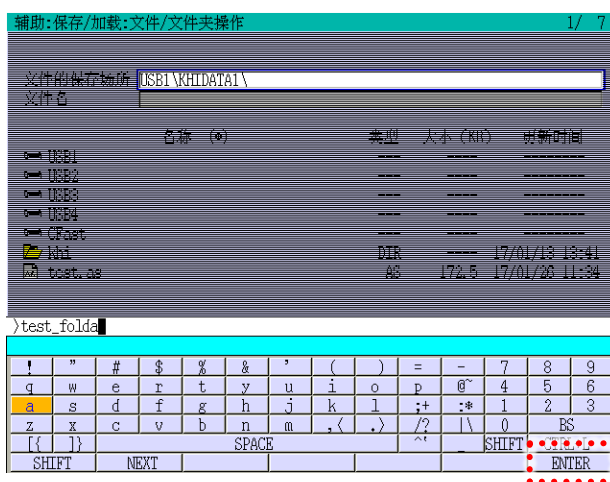 辅助:保存/加载:文件/文件夹操作 1/ 7
文件的保存场所 USB1\KHIDATA1\
文件名
名称 (*) 类型 大小 (KB) 更新时间
USB1 --- ---- --------
USB2 --- ---- --------
USB3 --- ---- --------
USB4 --- ---- --------
CFast --- ---- --------
khi DIR 17/01/13 13:41
test.as AS 172.5 17/01/26 11:34
>test_folda
! " # $ % & ' ( ) = - 7 8 9
q w e r t y u i o p @~ 4 5 6
a s d f g h j k l ;+ :* 1 2 3
z x c v b n m ,< .> /? |\ 0 BS
[{ ]} SPACE ^' _ SHIFT CTRL-L
SHIFT NEXT ENTER